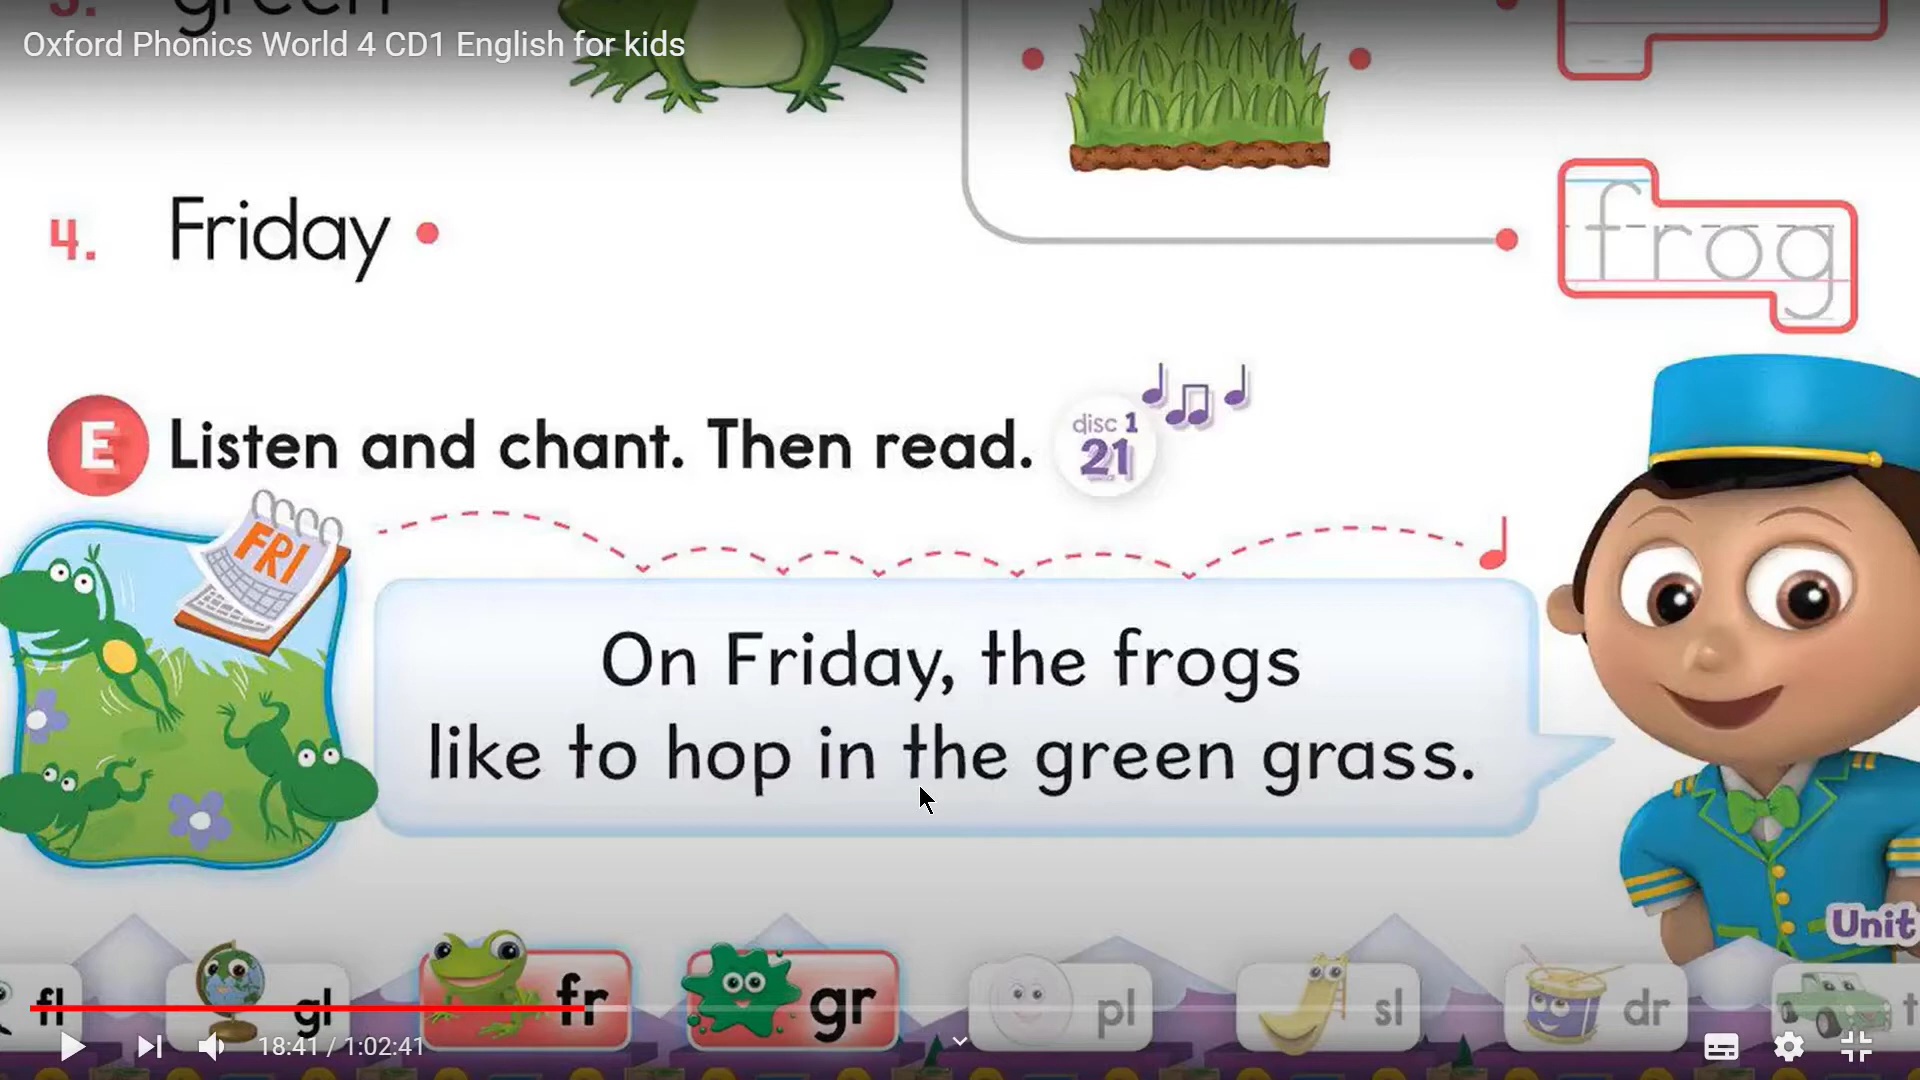 3. green
Oxford Phonics World 4 CD1 English for kids
4. Friday
frog
E Listen and chant. Then read.
disc 1
21
FRI
On Friday, the frogs
like to hop in the green grass.
Unit
fl gl fr gr pl sl dr t
18:41 / 1:02:41